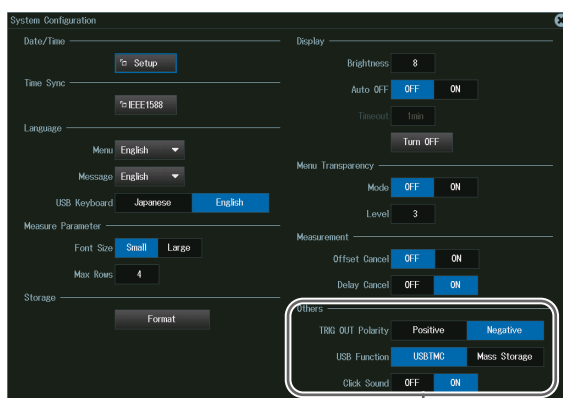 System Configuration
Date/Time
Setup
Time Sync
IEEE1588
Language
Menu English
Message English
USB Keyboard Japanese English
Measure Parameter
Font Size Small Large
Max Rows 4
Storage
Format
Display
Brightness 8
Auto OFF OFF ON
Timeout 1min
Turn OFF
Menu Transparency
Mode OFF ON
Level 3
Measurement
Offset Cancel OFF ON
Delay Cancel OFF ON
Others
TRIG OUT Polarity Positive Negative
USB Function USBTMC Mass Storage
Click Sound OFF ON